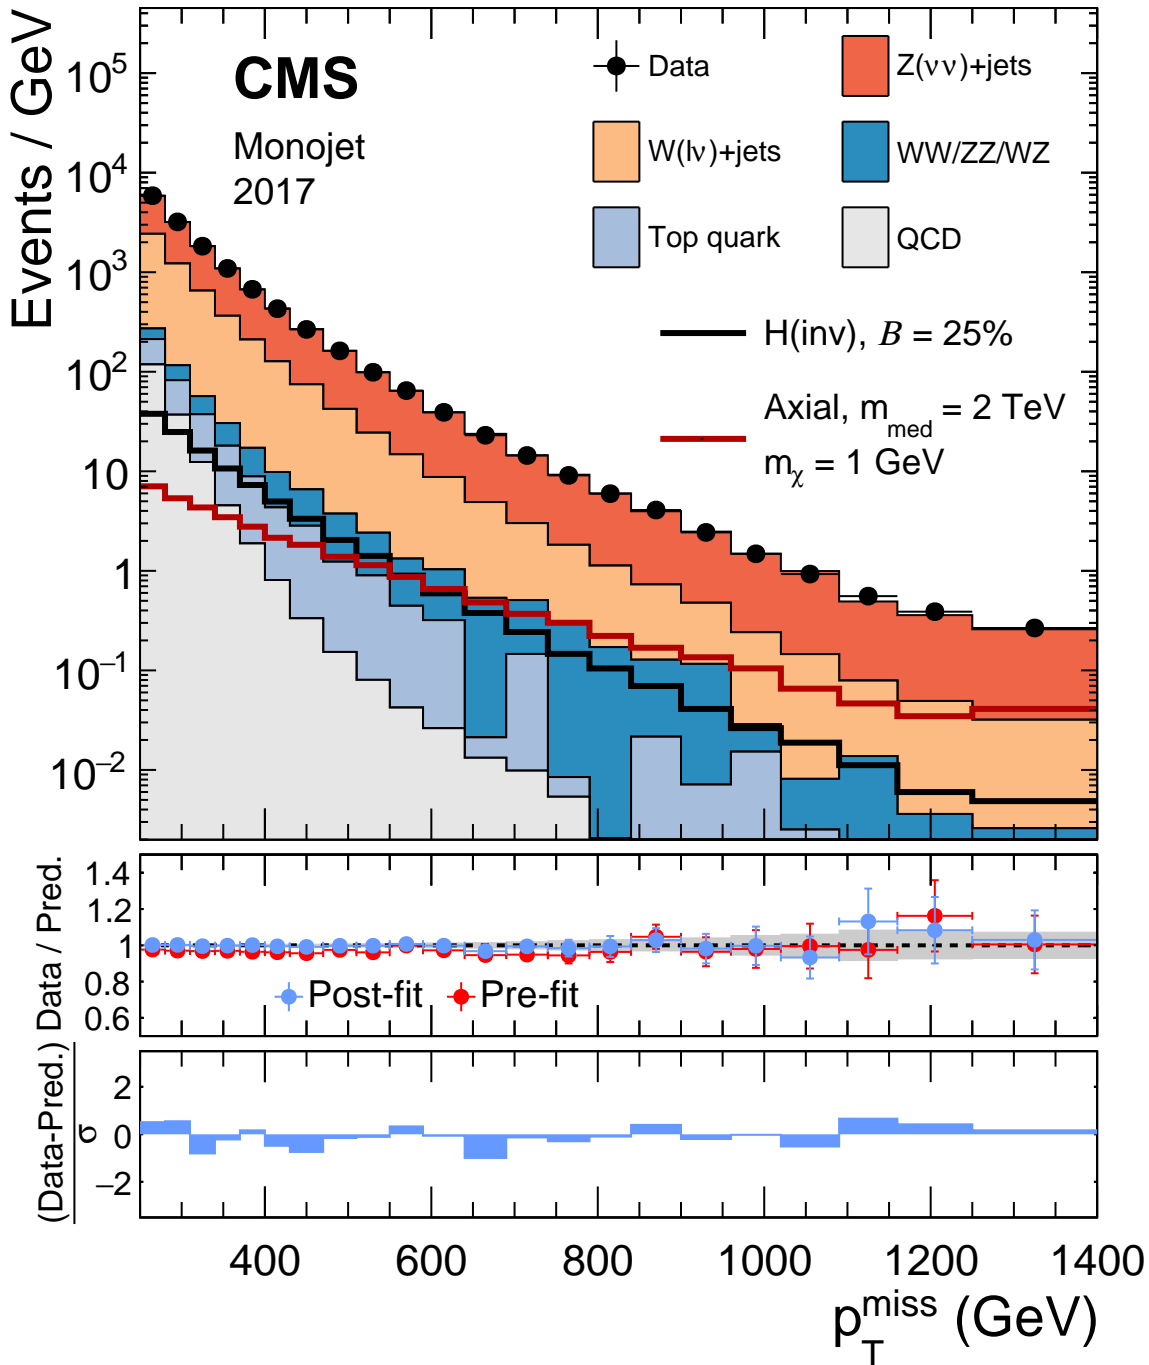 CMS
Monojet
2017
Data
Z(νν)+jets
W(lν)+jets
WW/ZZ/WZ
Top quark
QCD
H(inv), B = 25%
Axial, m_med = 2 TeV
m_χ = 1 GeV
Events / GeV
10^5
10^4
10^3
10^2
10
1
10^−1
10^−2
Data / Pred.
1.4
1.2
1
0.8
0.6
Post-fit
Pre-fit
(Data-Pred.)
σ
2
0
−2
400
600
800
1000
1200
1400
p_T^miss (GeV)